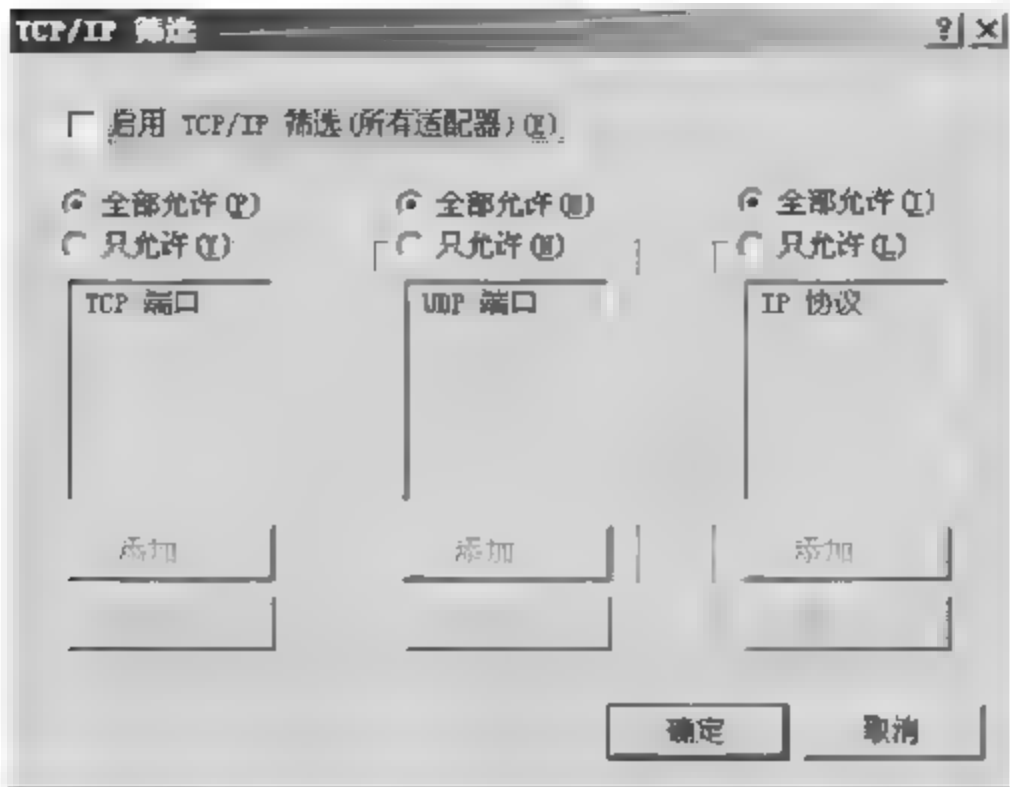 TCP/IP 筛选
启用 TCP/IP 筛选(所有适配器)(E)
全部允许(P) 全部允许(U) 全部允许(I)
只允许(Y) 只允许(N) 只允许(L)
TCP 端口 UDP 端口 IP 协议
添加 添加 添加
确定 取消